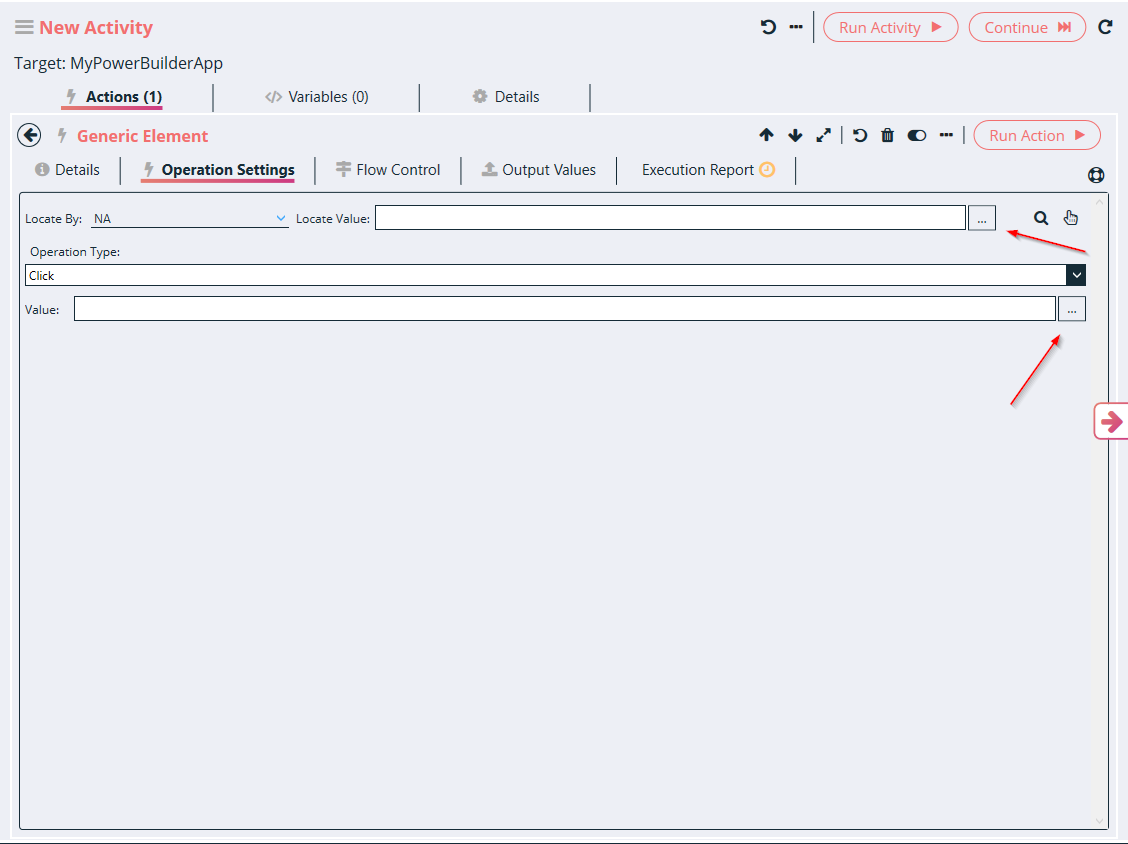 New Activity
Run Activity
Continue
Target: MyPowerBuilderApp
Actions (1)
</> Variables (0)
Details
Generic Element
Run Action
Details
Operation Settings
Flow Control
Output Values
Execution Report
Locate By: NA Locate Value: ...
Operation Type:
Click
Value: ...